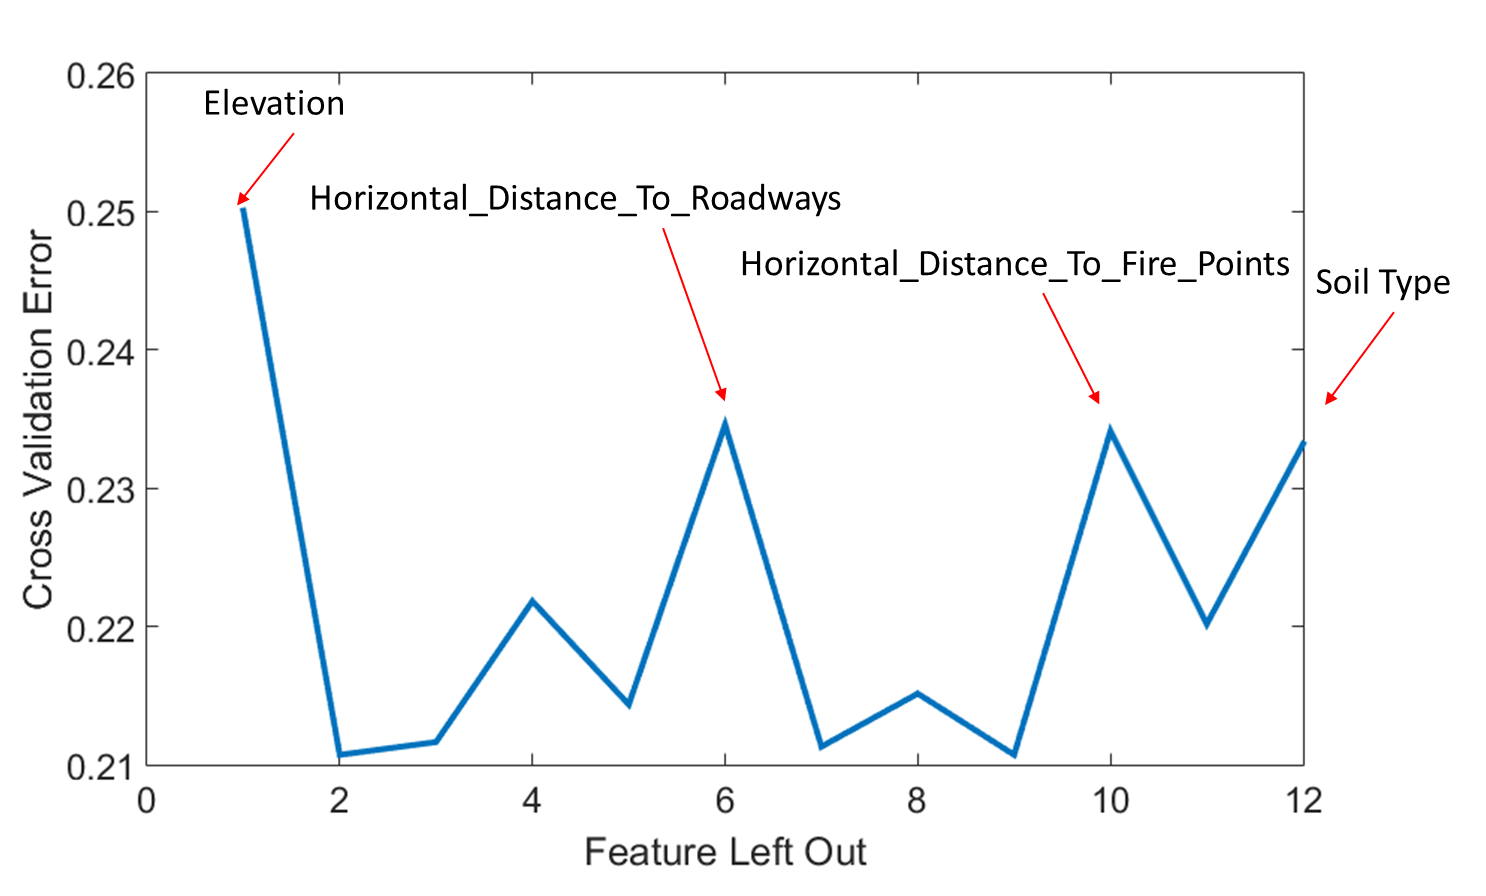 0.26
Elevation
Horizontal_Distance_To_Roadways
0.25
Horizontal_Distance_To_Fire_Points
Soil Type
0.24
Cross Validation Error
0.23
0.22
0.21
0 2 4 6 8 10 12
Feature Left Out